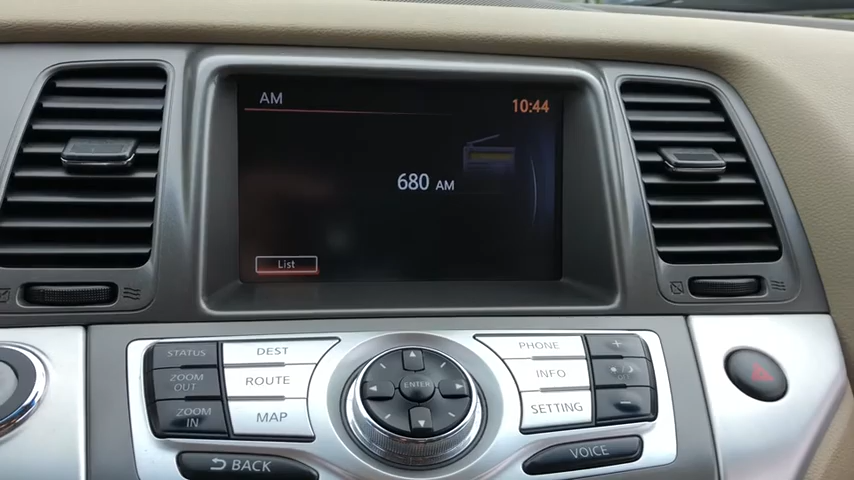 AM
10:44
680 AM
List
STATUS
DEST
PHONE
+
ZOOM OUT
ROUTE
INFO
ENTER
ZOOM IN
MAP
SETTING
−
BACK
VOICE